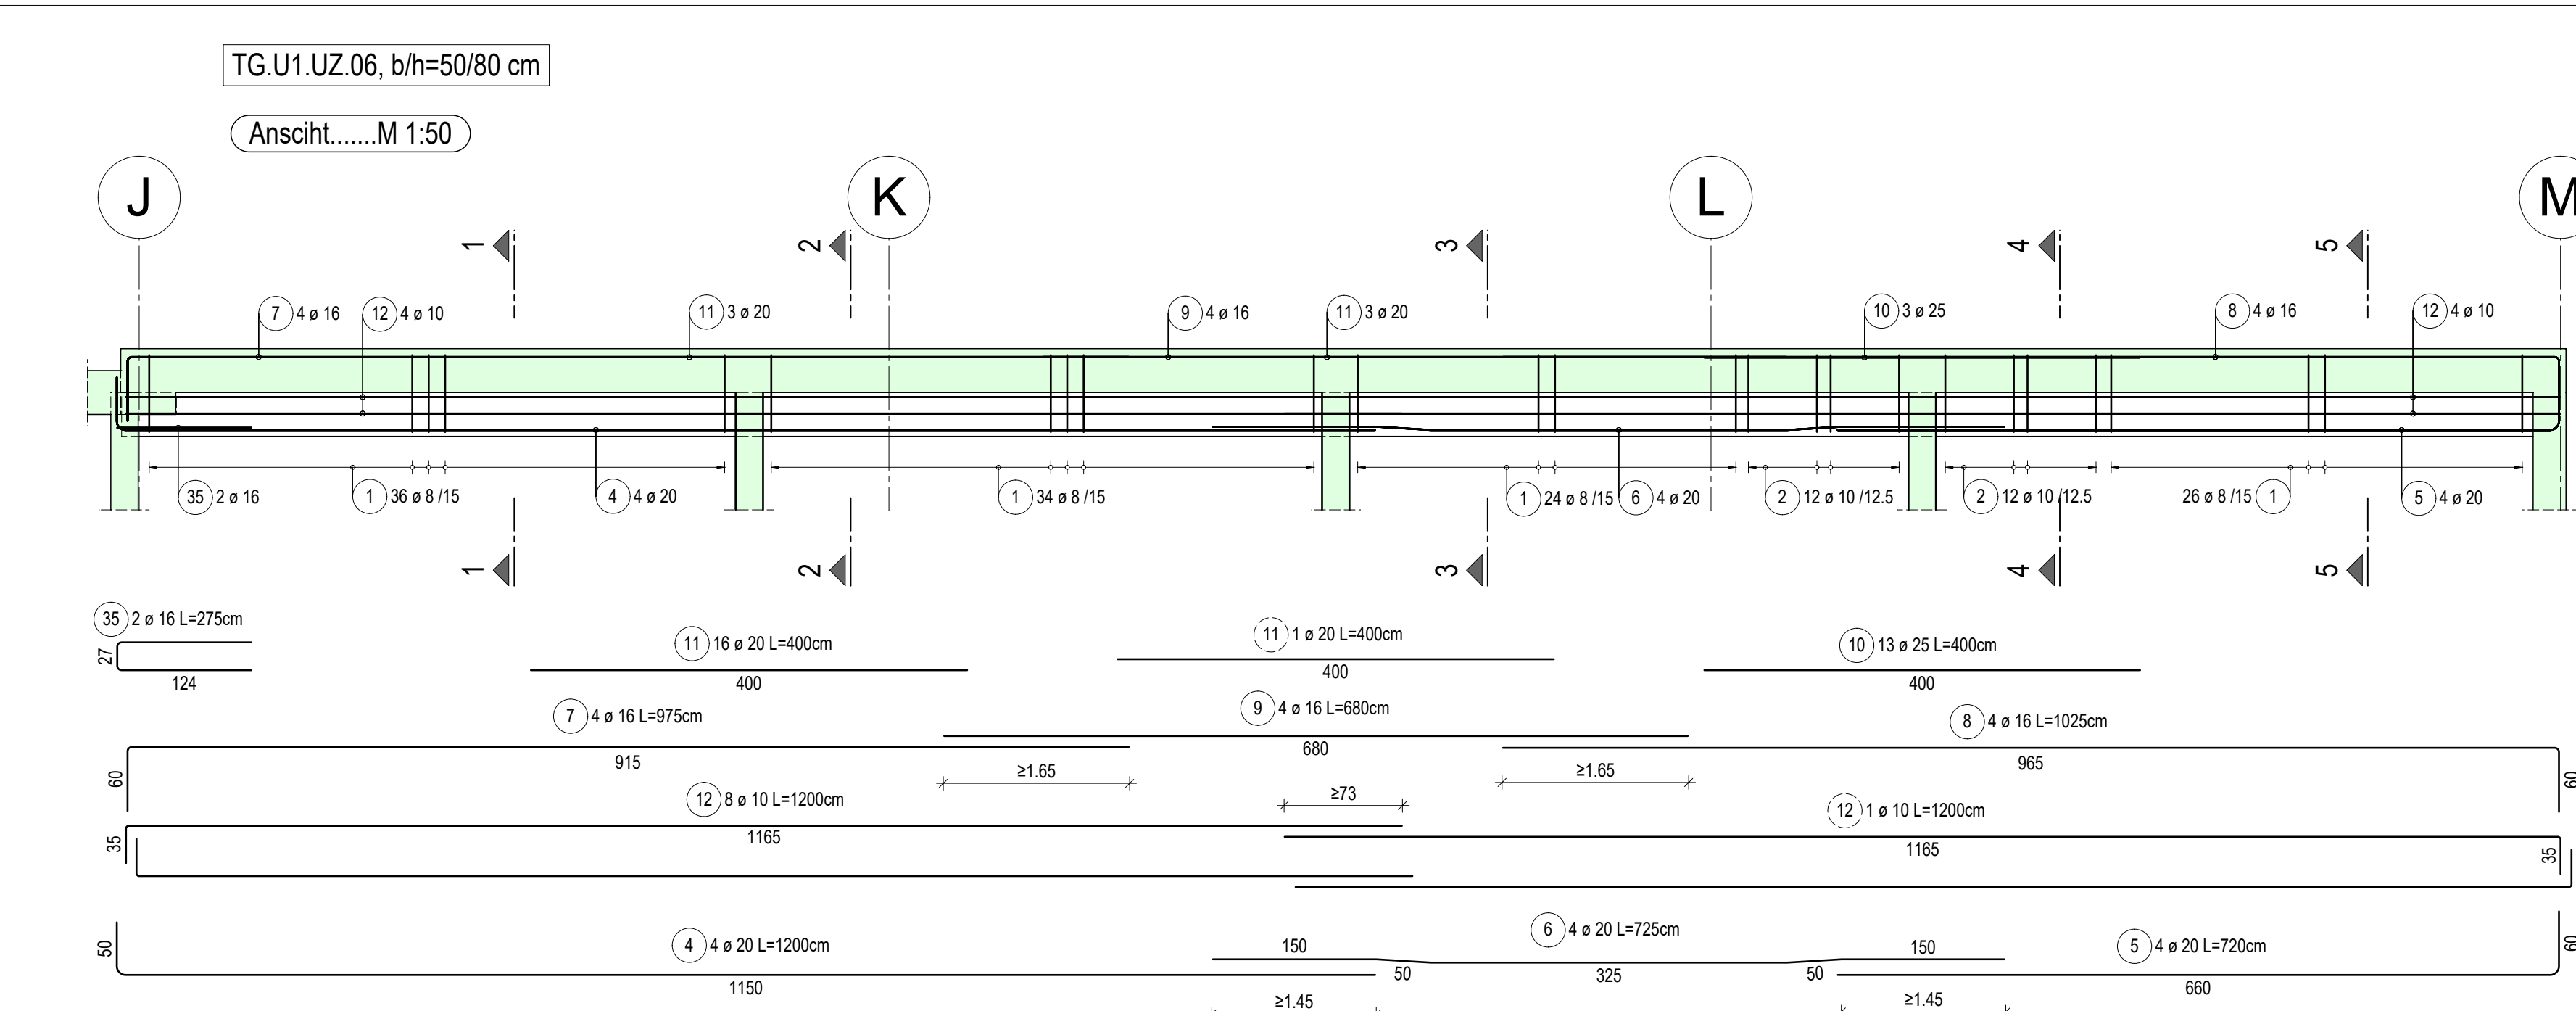 TG.U1.UZ.06, b/h=50/80 cm
Ansciht.......M 1:50
J K L M
1 2 3 4 5
7 4 ø 16 12 4 ø 10 11 3 ø 20 9 4 ø 16 11 3 ø 20 10 3 ø 25 8 4 ø 16 12 4 ø 10
35 2 ø 16 1 36 ø 8 /15 4 4 ø 20 1 34 ø 8 /15 1 24 ø 8 /15 6 4 ø 20 2 12 ø 10 /12.5 2 12 ø 10 /12.5 26 ø 8 /15 1 5 4 ø 20
1 2 3 4 5
35 2 ø 16 L=275cm
27
124
11 16 ø 20 L=400cm
400
11 1 ø 20 L=400cm
400
10 13 ø 25 L=400cm
400
7 4 ø 16 L=975cm
915
60
9 4 ø 16 L=680cm
680
≥1.65
≥1.65
8 4 ø 16 L=1025cm
965
60
12 8 ø 10 L=1200cm
1165
35
≥73
12 1 ø 10 L=1200cm
1165
35
4 4 ø 20 L=1200cm
50
1150
6 4 ø 20 L=725cm
150
50
325
50
150
≥1.45
≥1.45
5 4 ø 20 L=720cm
660
60